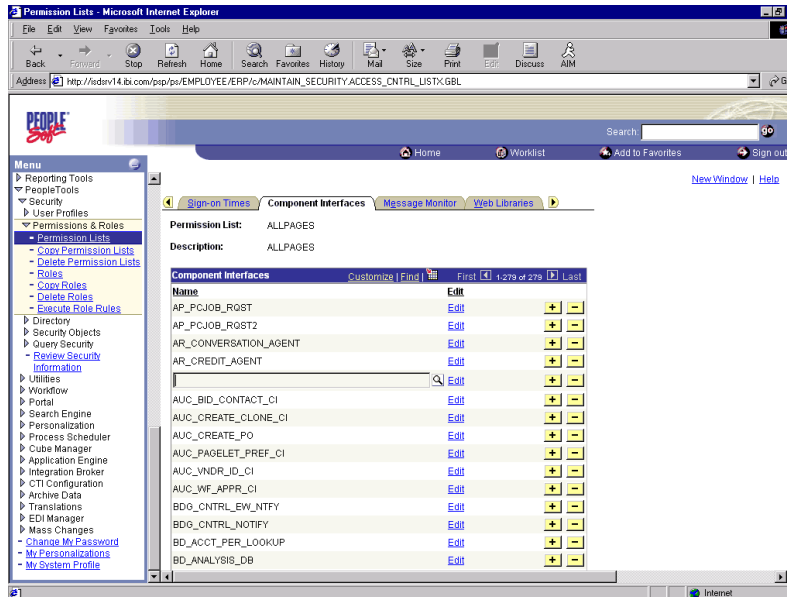 Permission Lists - Microsoft Internet Explorer
File Edit View Favorites Tools Help
Back Forward Stop Refresh Home Search Favorites History Mail Size Print Edit Discuss AIM
Address http://isdsrv14.ibi.com/psp/ps/EMPLOYEE/ERP/c/MAINTAIN_SECURITY.ACCESS_CNTRL_LISTX.GBL G
PEOPLE
Soft
Search: go
Home Worklist Add to Favorites Sign out
Menu
New Window | Help
Reporting Tools
PeopleTools
Security
User Profiles
Permissions & Roles
- Permission Lists
- Copy Permission Lists
- Delete Permission Lists
- Roles
- Copy Roles
- Delete Roles
- Execute Role Rules
Directory
Security Objects
Query Security
- Review Security
Information
Utilities
Workflow
Portal
Search Engine
Personalization
Process Scheduler
Cube Manager
Application Engine
Integration Broker
CTI Configuration
Archive Data
Translations
EDI Manager
Mass Changes
- Change My Password
- My Personalizations
- My System Profile
Sign-on Times Component Interfaces Message Monitor Web Libraries
Permission List: ALLPAGES
Description: ALLPAGES
Component Interfaces Customize | Find | First 1-279 of 279 Last
Name Edit
AP_PCJOB_RQST Edit + -
AP_PCJOB_RQST2 Edit + -
AR_CONVERSATION_AGENT Edit + -
AR_CREDIT_AGENT Edit + -
Edit + -
AUC_BID_CONTACT_CI Edit + -
AUC_CREATE_CLONE_CI Edit + -
AUC_CREATE_PO Edit + -
AUC_PAGELET_PREF_CI Edit + -
AUC_VNDR_ID_CI Edit + -
AUC_WF_APPR_CI Edit + -
BDG_CNTRL_EW_NTFY Edit + -
BDG_CNTRL_NOTIFY Edit + -
BD_ACCT_PER_LOOKUP Edit + -
BD_ANALYSIS_DB Edit + -
Internet